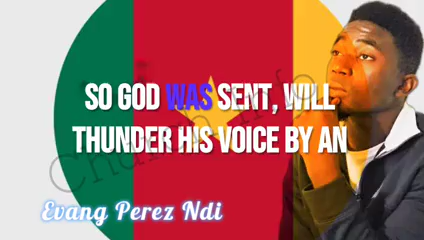 SO GOD WAS SENT, WILL
THUNDER HIS VOICE BY AN
Evang Perez Ndi